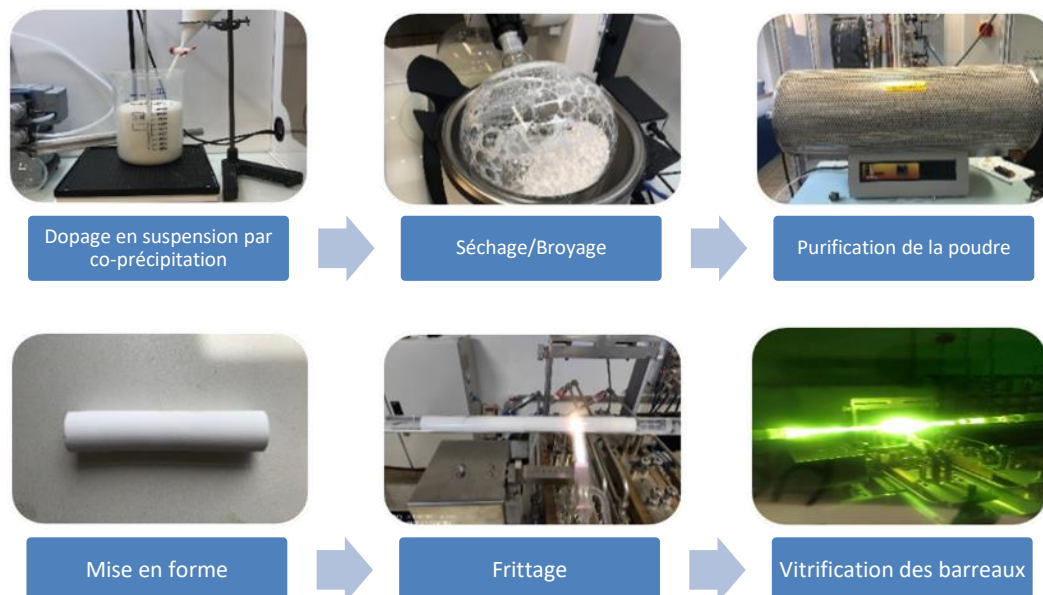 Dopage en suspension par
co-précipitation
Séchage/Broyage
Purification de la poudre
Mise en forme
Frittage
Vitrification des barreaux